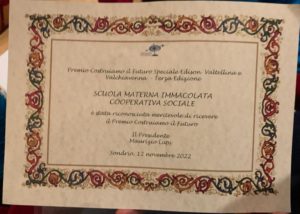 Premio Costruiamo il Futuro Speciale Edison Valtellina e
Valchiavenna - Terza Edizione
SCUOLA MATERNA IMMACOLATA
COOPERATIVA SOCIALE
è stata riconosciuta meritevole di ricevere
il Premio Costruiamo il Futuro
Il Presidente
Maurizio Lupi
Sondrio, 12 novembre 2022